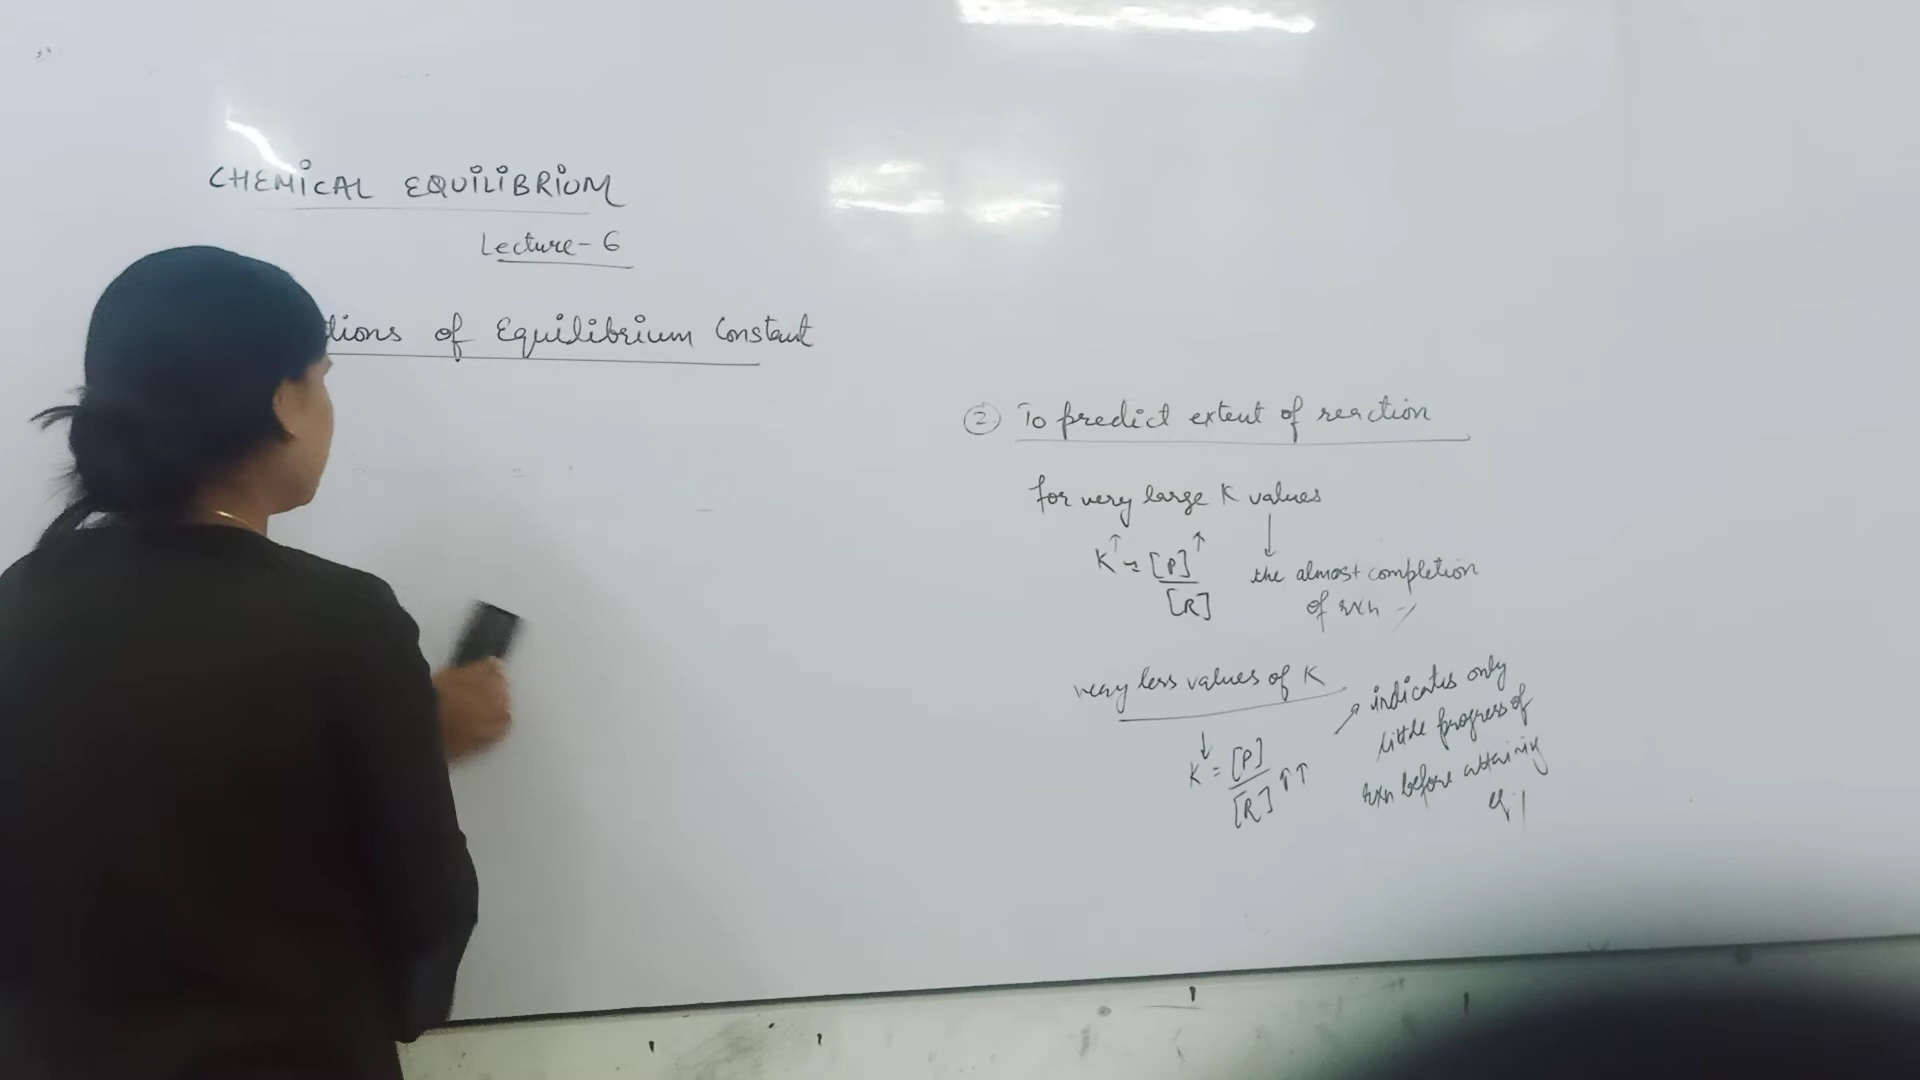 CHEMICAL EQUILIBRIUM
Lecture - 6
tions of Equilibrium Constant
② To predict extent of reaction
for very large K values
K↑ = [P]↑ / [R]
↓
the almost completion
of rxn
very less values of K
K↓ = [P] / [R] ↑↑
↗ indicates only
little progress of
rxn before attaining
eq